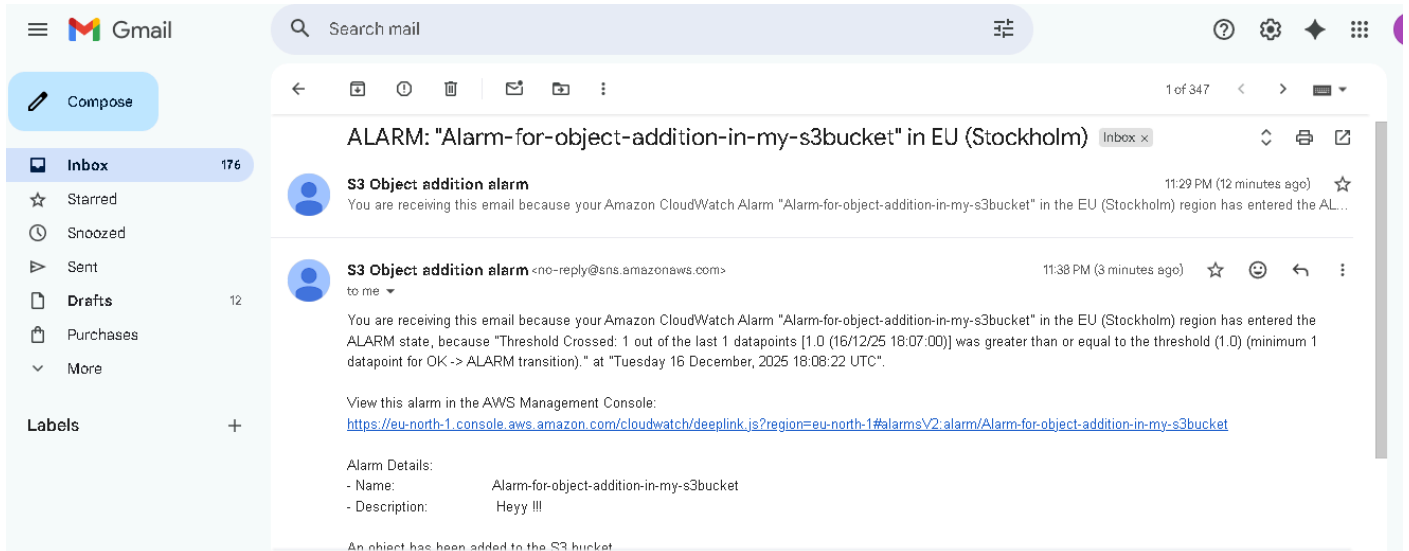 Gmail
Search mail
Compose
1 of 347
Inbox 176
Starred
Snoozed
Sent
Drafts 12
Purchases
More
Labels
ALARM: "Alarm-for-object-addition-in-my-s3bucket" in EU (Stockholm) Inbox ×
S3 Object addition alarm 11:29 PM (12 minutes ago)
You are receiving this email because your Amazon CloudWatch Alarm "Alarm-for-object-addition-in-my-s3bucket" in the EU (Stockholm) region has entered the AL...
S3 Object addition alarm <no-reply@sns.amazonaws.com> 11:38 PM (3 minutes ago)
to me
You are receiving this email because your Amazon CloudWatch Alarm "Alarm-for-object-addition-in-my-s3bucket" in the EU (Stockholm) region has entered the
ALARM state, because "Threshold Crossed: 1 out of the last 1 datapoints [1.0 (16/12/25 18:07:00)] was greater than or equal to the threshold (1.0) (minimum 1
datapoint for OK -> ALARM transition)." at "Tuesday 16 December, 2025 18:08:22 UTC".
View this alarm in the AWS Management Console:
https://eu-north-1.console.aws.amazon.com/cloudwatch/deeplink.js?region=eu-north-1#alarmsV2:alarm/Alarm-for-object-addition-in-my-s3bucket
Alarm Details:
- Name: Alarm-for-object-addition-in-my-s3bucket
- Description: Heyy !!!
An object has been added to the S3 bucket